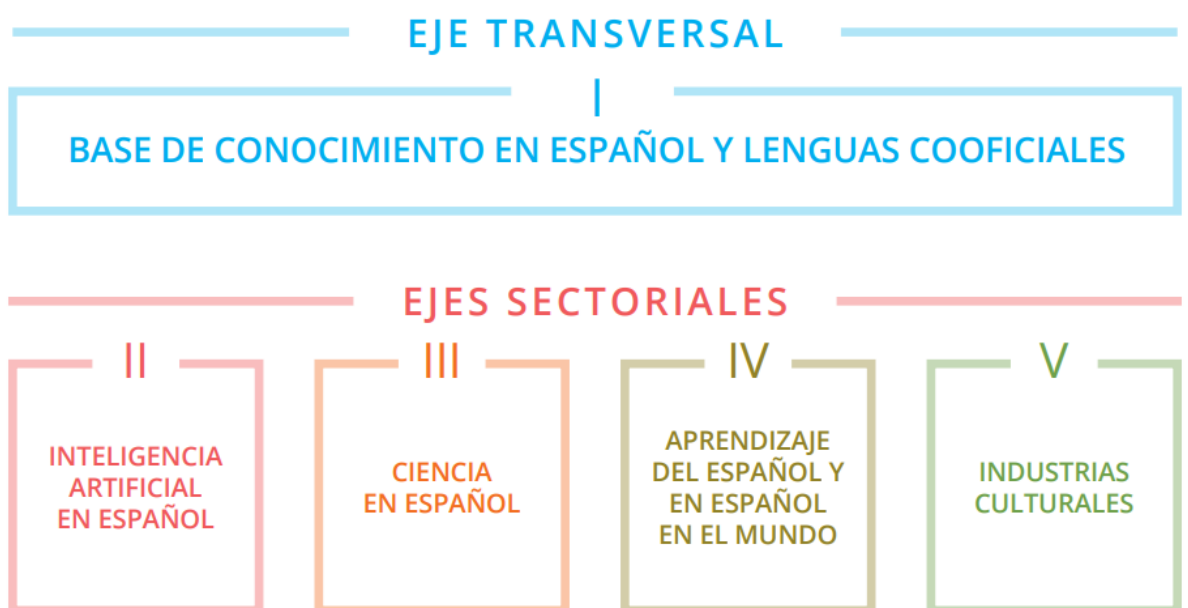 EJE TRANSVERSAL
I
BASE DE CONOCIMIENTO EN ESPAÑOL Y LENGUAS COOFICIALES
EJES SECTORIALES
II
INTELIGENCIA
ARTIFICIAL
EN ESPAÑOL
III
CIENCIA
EN ESPAÑOL
IV
APRENDIZAJE
DEL ESPAÑOL Y
EN ESPAÑOL
EN EL MUNDO
V
INDUSTRIAS
CULTURALES